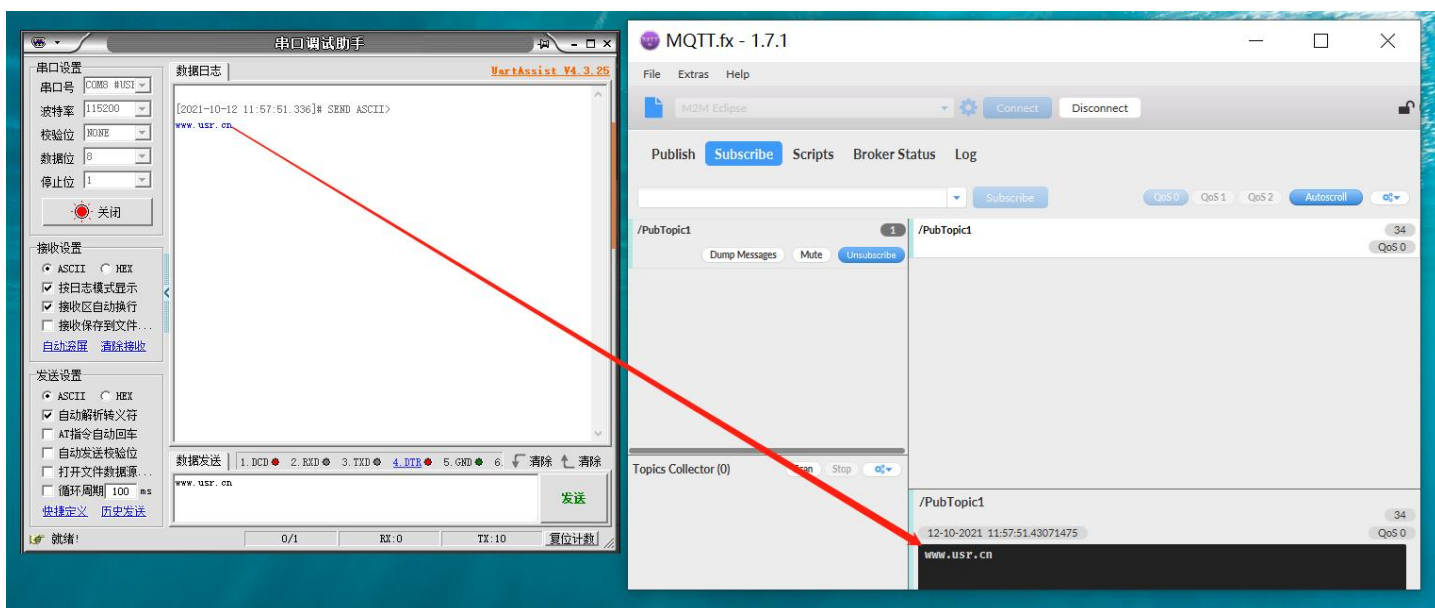 串口调试助手
串口设置
串口号 COM8 #USI
波特率 115200
校验位 NONE
数据位 8
停止位 1
关闭
接收设置
ASCII HEX
按日志模式显示
接收区自动换行
接收保存到文件...
自动滚屏 清除接收
发送设置
ASCII HEX
自动解析转义符
AT指令自动回车
自动发送校验位
打开文件数据源...
循环周期 100 ms
快捷定义 历史发送
就绪!
数据日志
UartAssist V4.3.25
[2021-10-12 11:57:51.336]# SEND ASCII>
www.usr.cn
数据发送 1.DCD 2.RXD 3.TXD 4.DTR 5.GND 6. 清除 清除
www.usr.cn
发送
0/1 RX:0 TX:10 复位计数
MQTT.fx - 1.7.1
File Extras Help
M2M Eclipse Connect Disconnect
Publish Subscribe Scripts Broker Status Log
Subscribe QoS 0 QoS 1 QoS 2 Autoscroll
/PubTopic1 1
Dump Messages Mute Unsubscribe
/PubTopic1 34
QoS 0
Topics Collector (0) Stop
/PubTopic1
34
12-10-2021 11:57:51.43071475 QoS 0
www.usr.cn